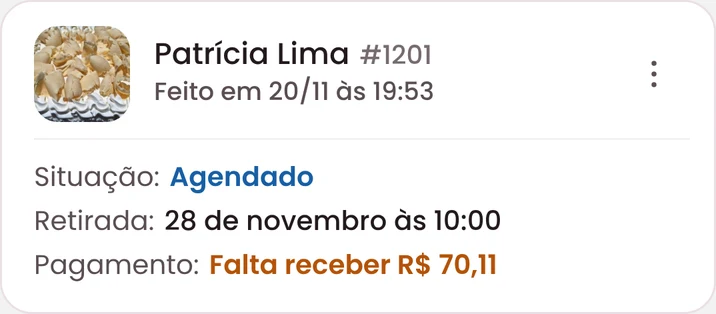 Patrícia Lima #1201
Feito em 20/11 às 19:53
Situação: Agendado
Retirada: 28 de novembro às 10:00
Pagamento: Falta receber R$ 70,11